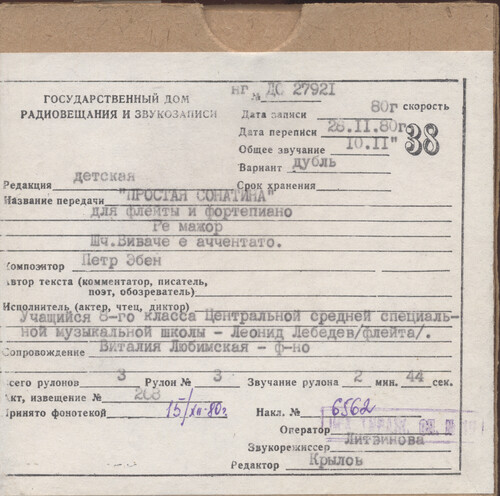 нг № ДС 27921
ГОСУДАРСТВЕННЫЙ ДОМ
РАДИОВЕЩАНИЯ И ЗВУКОЗАПИСИ
Дата записи 80г скорость
Дата переписи 28.II.80г. 38
Общее звучание 10.II"
Вариант дубль
Редакция детская Срок хранения
Название передачи "ПРОСТАЯ СОНАТИНА"
для флейты и фортепиано
Ре мажор
Шч.Виваче е аччентато.
Композитор Петр Эбен
Автор текста (комментатор, писатель,
поэт, обозреватель)
Исполнитель (актер, чтец, диктор)
Учащийся 8-го класса Центральной средней специаль-
ной музыкальной школы - Леонид Лебедев/флейта/.
Сопровождение Виталия Любимская - ф-но
Всего рулонов 3 Рулон № 3 Звучание рулона 2 мин. 44 сек.
Акт, извещение № 268
Принято фонотекой 15/XII-80г. Накл. № 6562
Оператор Литвинова
Звукорежиссер
Редактор Крылов